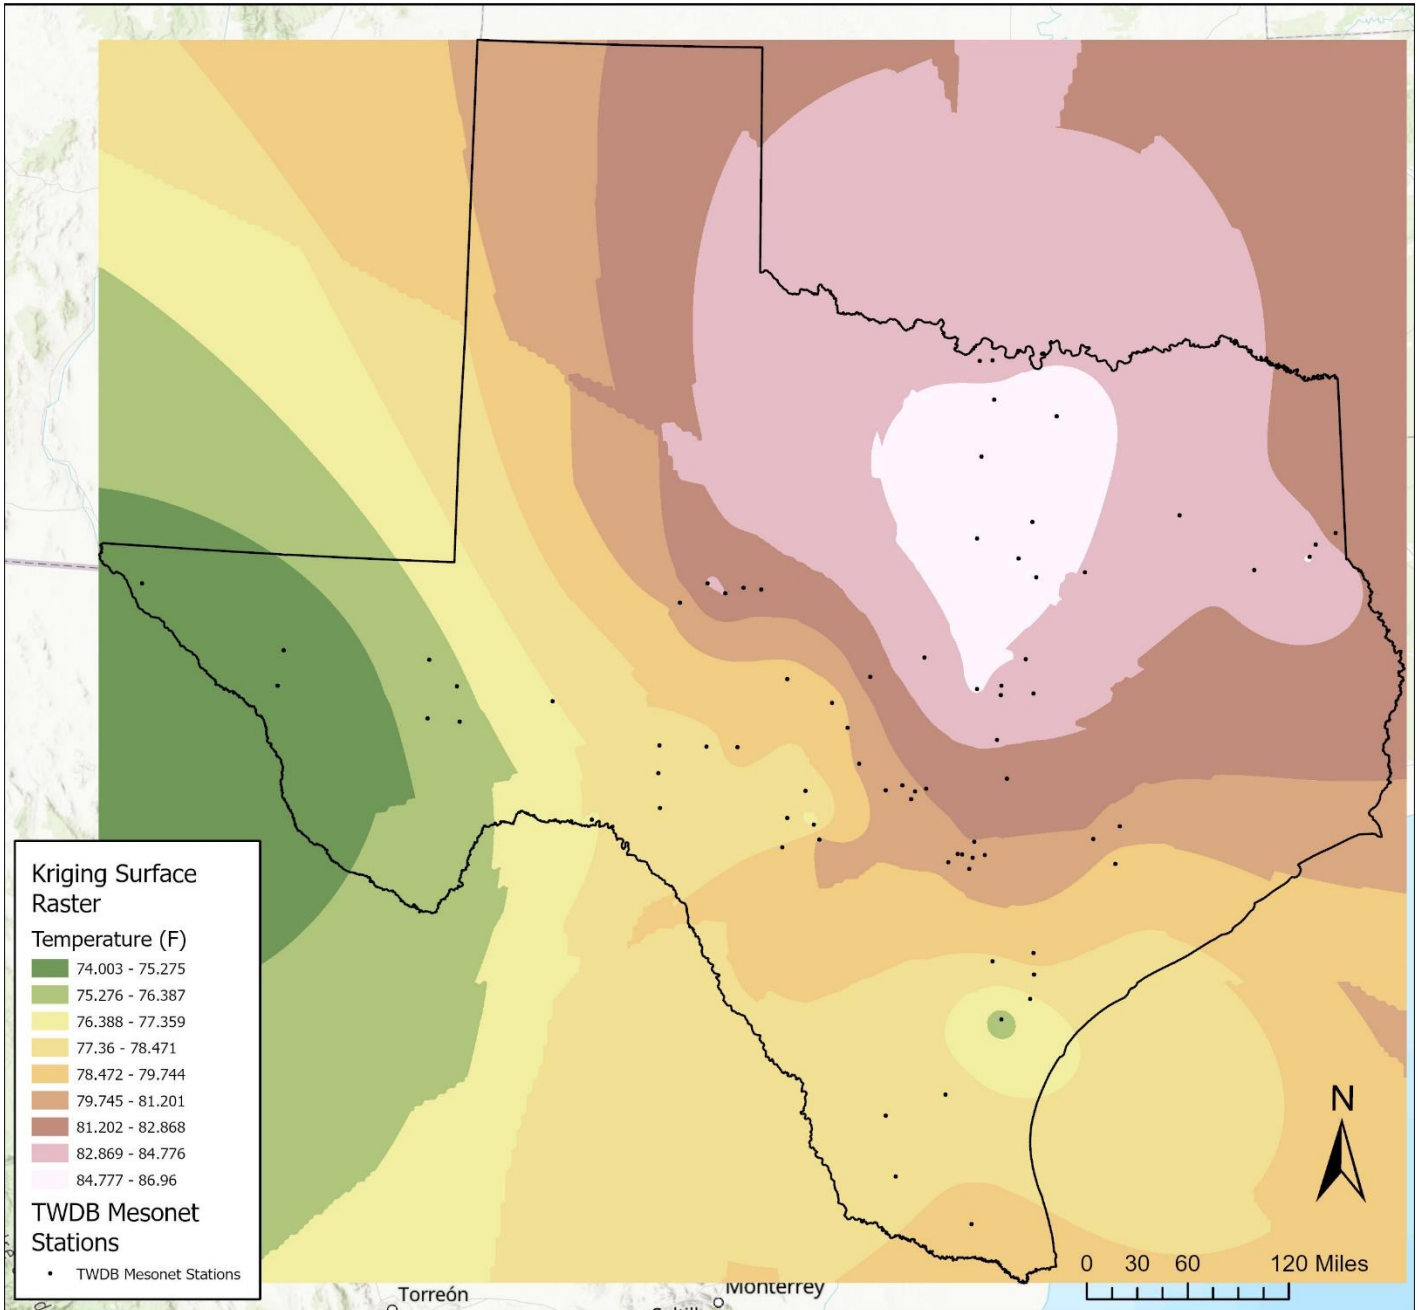 Kriging Surface
Raster
Temperature (F)
74.003 - 75.275
75.276 - 76.387
76.388 - 77.359
77.36 - 78.471
78.472 - 79.744
79.745 - 81.201
81.202 - 82.868
82.869 - 84.776
84.777 - 86.96
TWDB Mesonet
Stations
TWDB Mesonet Stations
N
0 30 60 120 Miles
Torreón
Monterrey